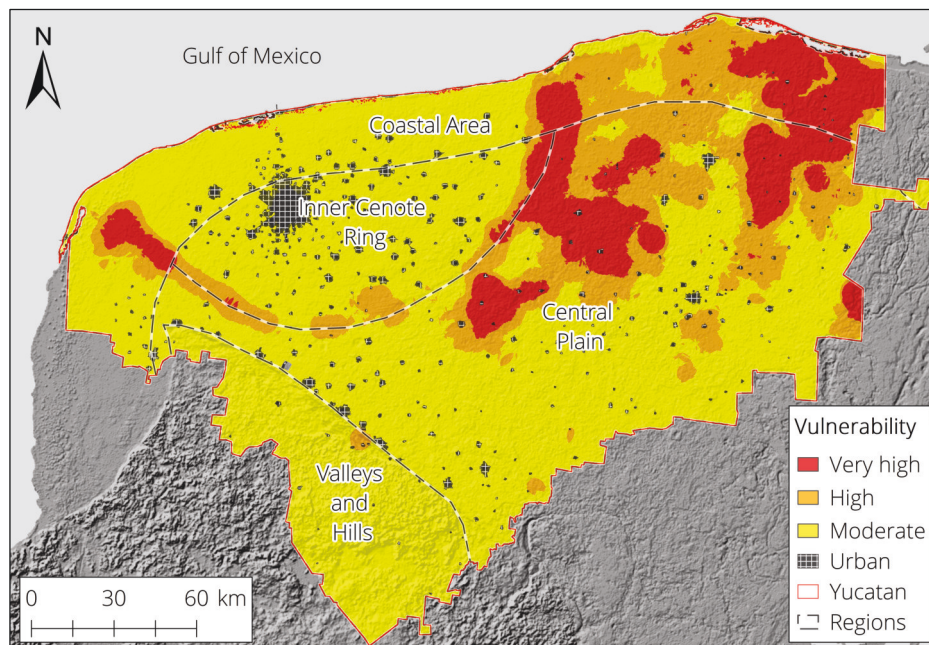 N
Gulf of Mexico
Coastal Area
Inner Cenote
Ring
Central
Plain
Valleys
and
Hills
Vulnerability
Very high
High
Moderate
Urban
Yucatan
Regions
0 30 60 km